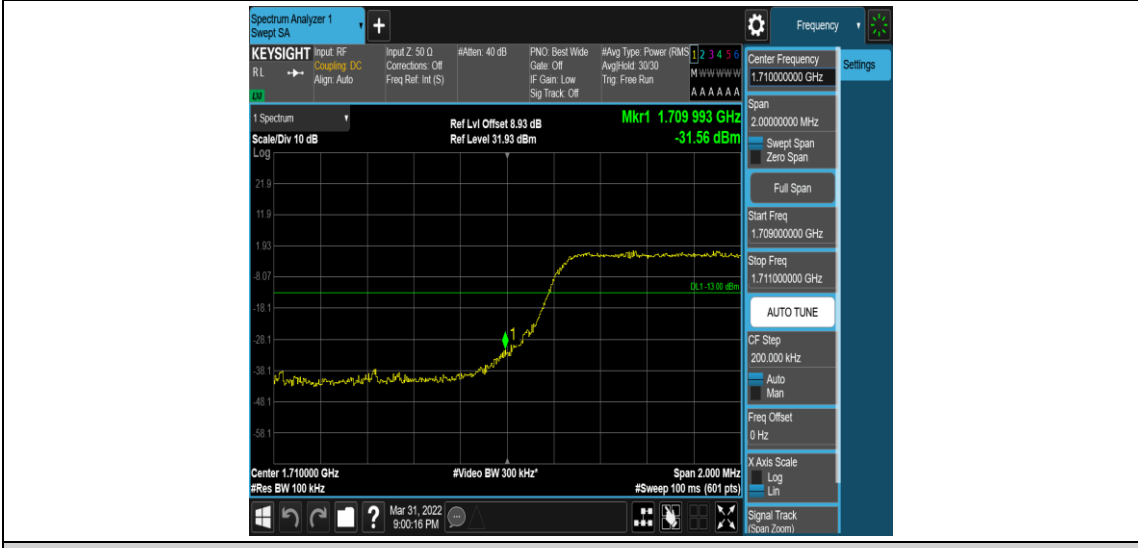 Spectrum Analyzer 1
Swept SA
+
Frequency
KEYSIGHT
RL
LXI
Input: RF
Coupling: DC
Align: Auto
Input Z: 50 Ω
Corrections: Off
Freq Ref: Int (S)
#Atten: 40 dB
PNO: Best Wide
Gate: Off
IF Gain: Low
Sig Track: Off
#Avg Type: Power (RMS
Avg|Hold: 30/30
Trig: Free Run
1 2 3 4 5 6
M W W W W W
A A A A A A
1 Spectrum
Scale/Div 10 dB
Ref Lvl Offset 8.93 dB
Ref Level 31.93 dBm
Mkr1 1.709 993 GHz
-31.56 dBm
Log
21.9
11.9
1.93
-8.07
-18.1
-28.1
-38.1
-48.1
-58.1
DL1 -13.00 dBm
1
Center 1.71000 GHz
#Res BW 100 kHz
#Video BW 300 kHz*
Span 2.000 MHz
#Sweep 100 ms (601 pts)
?
Mar 31, 2022
9:00:16 PM
Center Frequency
1.710000000 GHz
Settings
Span
2.00000000 MHz
Swept Span
Zero Span
Full Span
Start Freq
1.709000000 GHz
Stop Freq
1.711000000 GHz
AUTO TUNE
CF Step
200.000 kHz
Auto
Man
Freq Offset
0 Hz
X Axis Scale
Log
Lin
Signal Track
(Span Zoom)